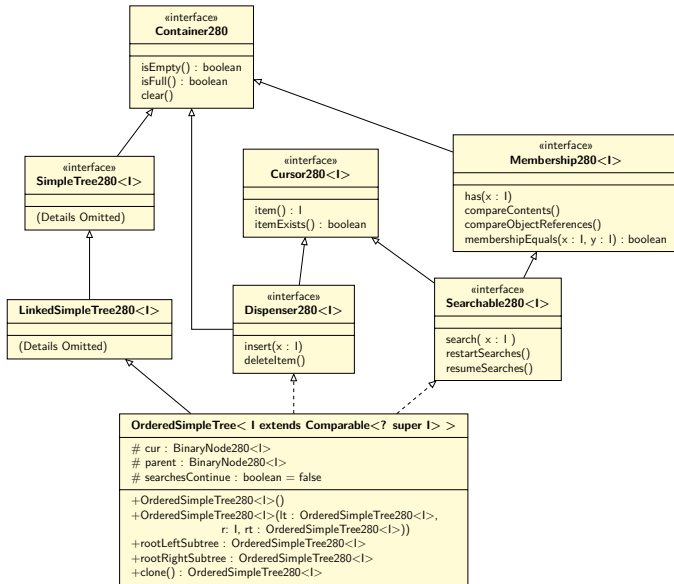 «interface»
Container280
isEmpty() : boolean
isFull() : boolean
clear()
«interface»
SimpleTree280<I>
(Details Omitted)
«interface»
Cursor280<I>
item() : I
itemExists() : boolean
«interface»
Membership280<I>
has(x : I)
compareContents()
compareObjectReferences()
membershipEquals(x : I, y : I) : boolean
LinkedSimpleTree280<I>
(Details Omitted)
«interface»
Dispenser280<I>
insert(x : I)
deleteItem()
«interface»
Searchable280<I>
search( x : I )
restartSearches()
resumeSearches()
OrderedSimpleTree< I extends Comparable<? super I> >
# cur : BinaryNode280<I>
# parent : BinaryNode280<I>
# searchesContinue : boolean = false
+OrderedSimpleTree280<I>()
+OrderedSimpleTree280<I>(lt : OrderedSimpleTree280<I>,
r: I, rt : OrderedSimpleTree280<I>))
+rootLeftSubtree : OrderedSimpleTree280<I>
+rootRightSubtree : OrderedSimpleTree280<I>
+clone() : OrderedSimpleTree280<I>